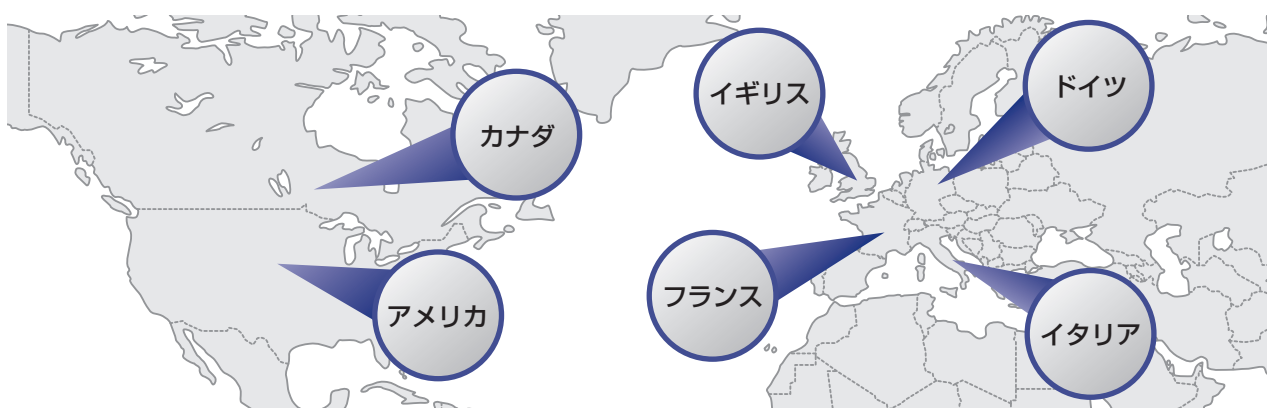 カナダ
アメリカ
イギリス
ドイツ
フランス
イタリア